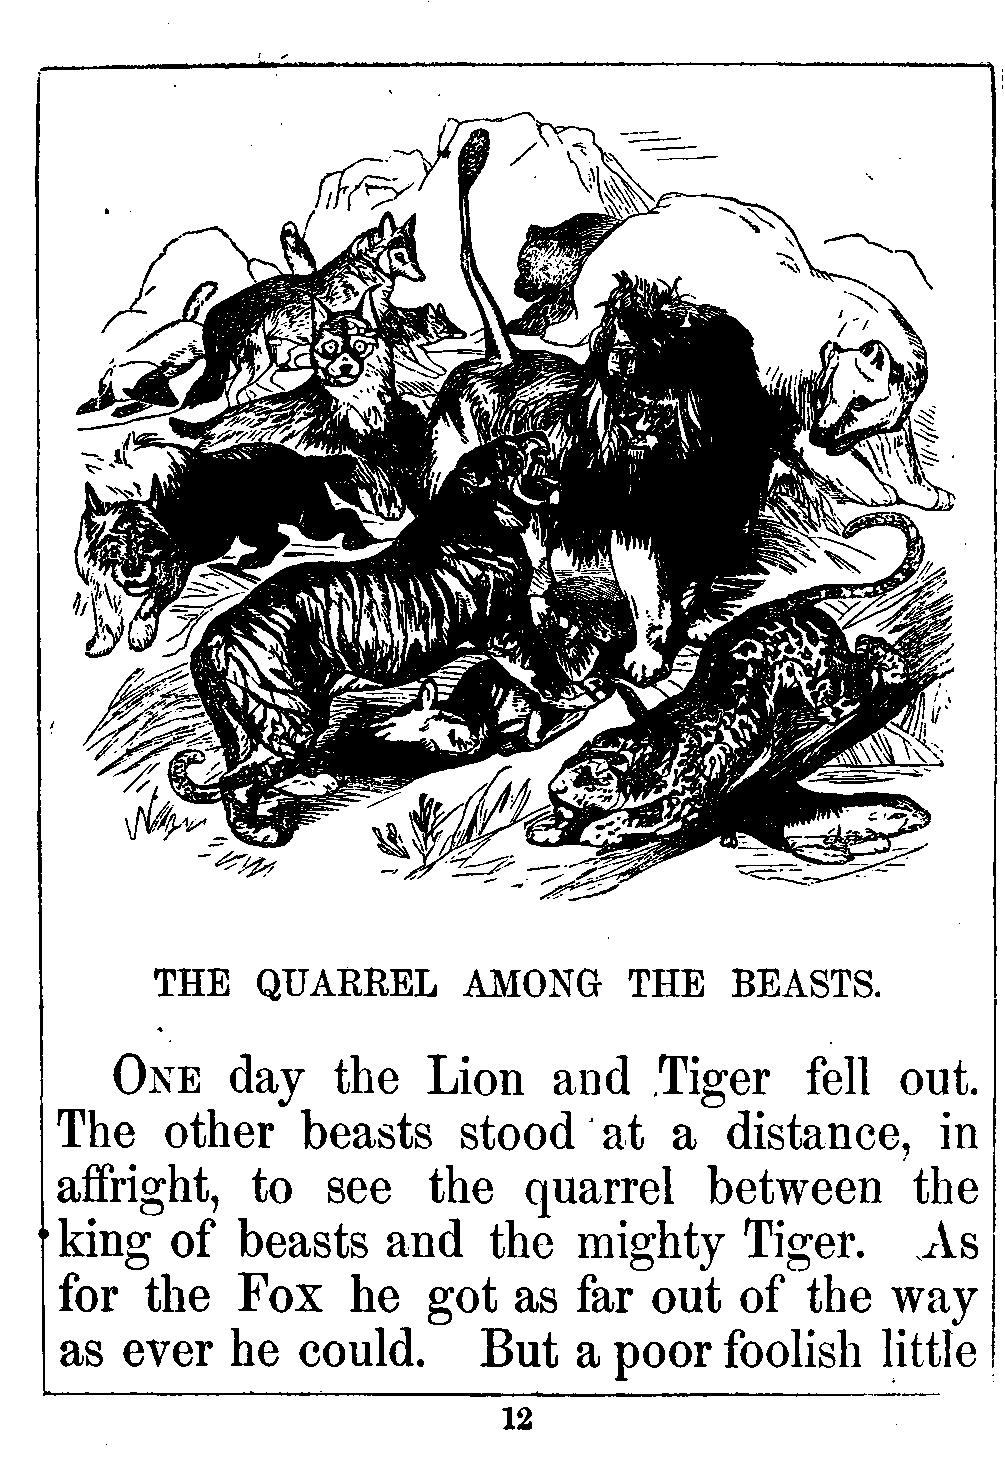 THE QUARREL AMONG THE BEASTS.
ONE day the Lion and Tiger fell out.
The other beasts stood at a distance, in
affright, to see the quarrel between the
king of beasts and the mighty Tiger. As
for the Fox he got as far out of the way
as ever he could. But a poor foolish little
12